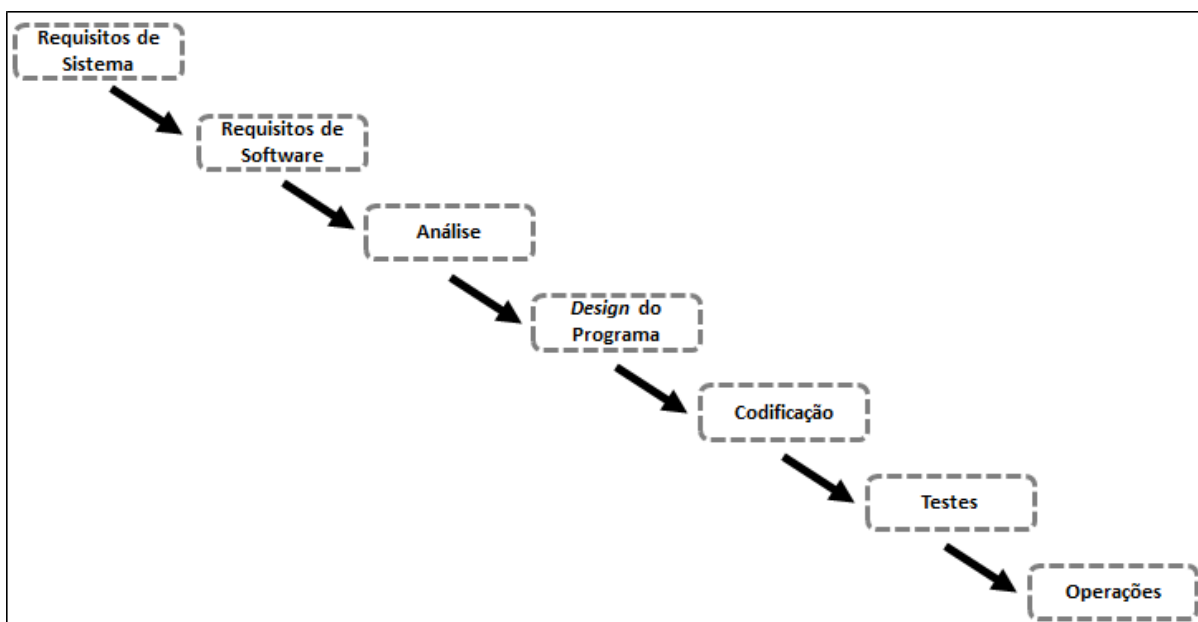 Requisitos de
Sistema
Requisitos de
Software
Análise
Design do
Programa
Codificação
Testes
Operações